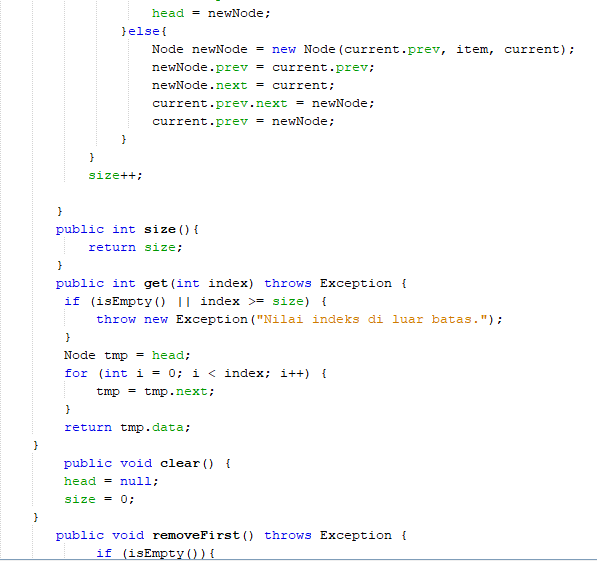 head = newNode;
}else{
Node newNode = new Node(current.prev, item, current);
newNode.prev = current.prev;
newNode.next = current;
current.prev.next = newNode;
current.prev = newNode;
}
}
size++;
}
public int size(){
return size;
}
public int get(int index) throws Exception {
if (isEmpty() || index >= size) {
throw new Exception("Nilai indeks di luar batas.");
}
Node tmp = head;
for (int i = 0; i < index; i++) {
tmp = tmp.next;
}
return tmp.data;
}
public void clear() {
head = null;
size = 0;
}
public void removeFirst() throws Exception {
if (isEmpty()){